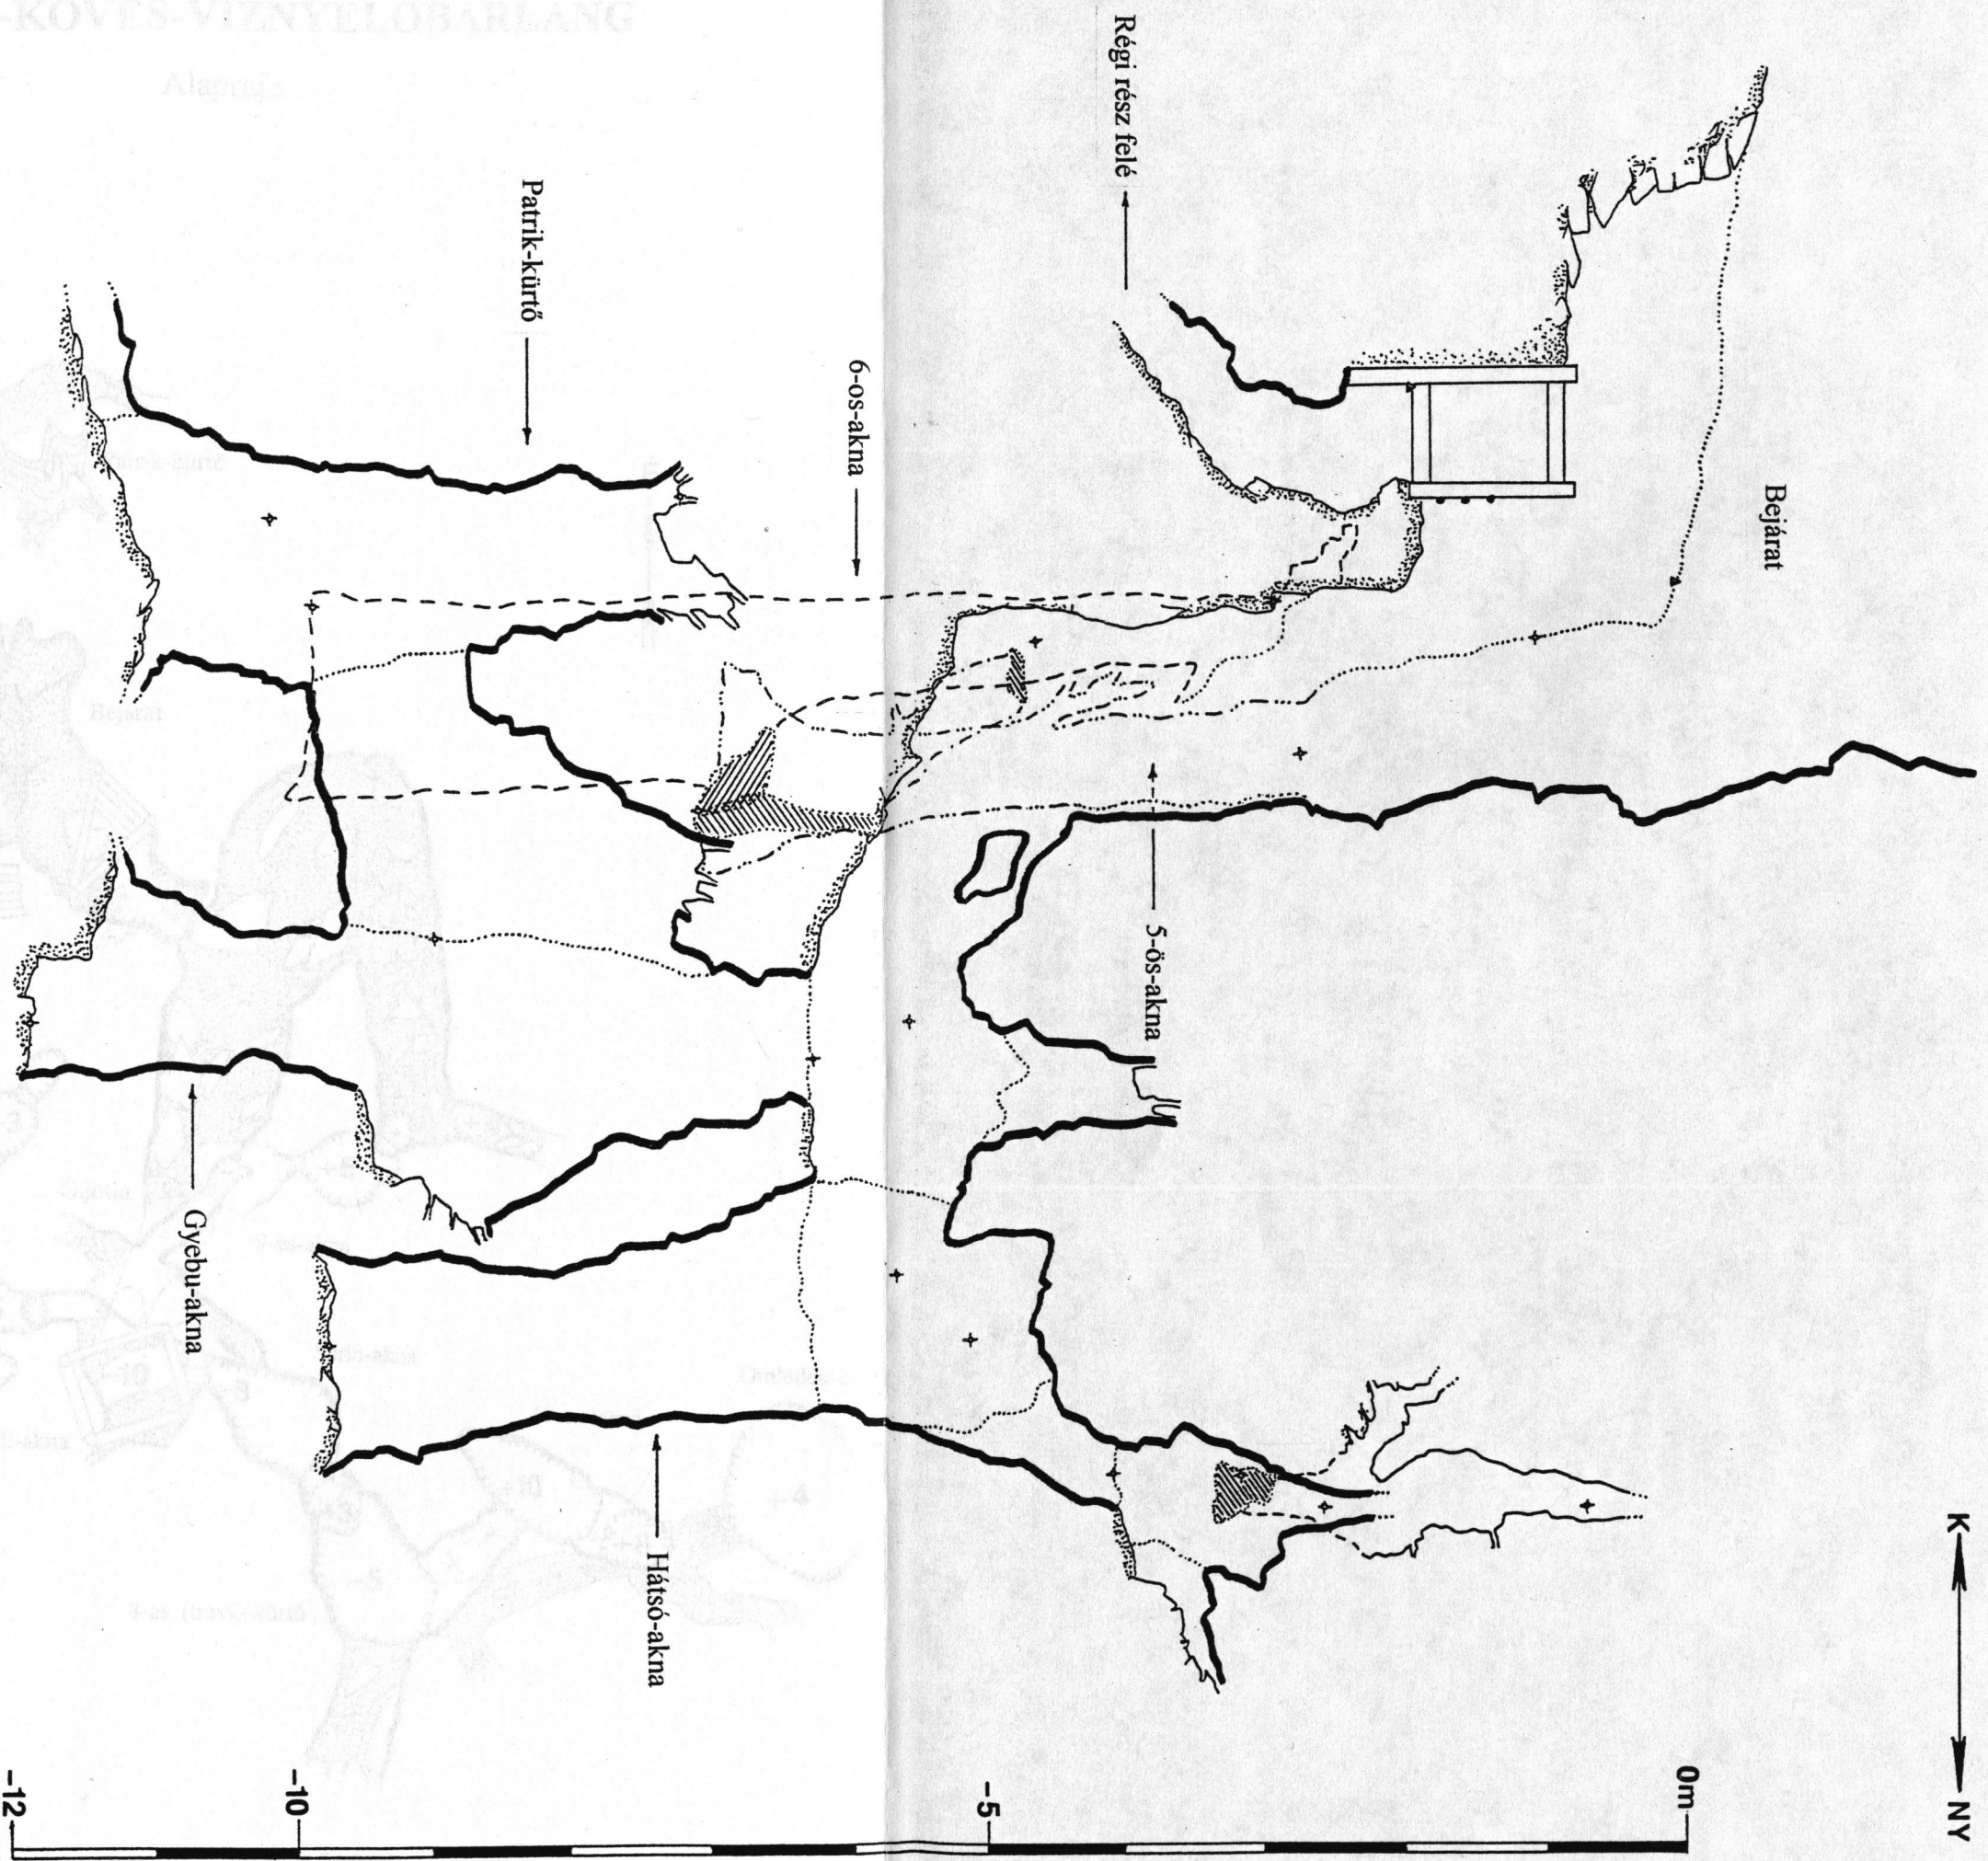 K NY
Bejárat
Régi rész felé
5-ös-akna
6-os-akna
Patrik-kürtő
Hátsó-akna
Gyebu-akna
0m
-5
-10
-12
-KÖVES-VÍZNYELŐBARLANG
Alaprajz
Bejárat